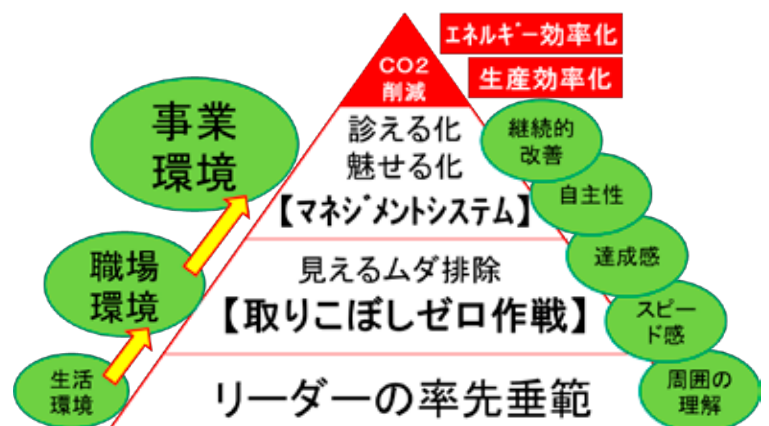 エネルギー効率化
生産効率化
CO2
削減
診える化
魅せる化
【マネジメントシステム】
見えるムダ排除
【取りこぼしゼロ作戦】
リーダーの率先垂範
事業
環境
職場
環境
生活
環境
継続的
改善
自主性
達成感
スピー
ド感
周囲の
理解